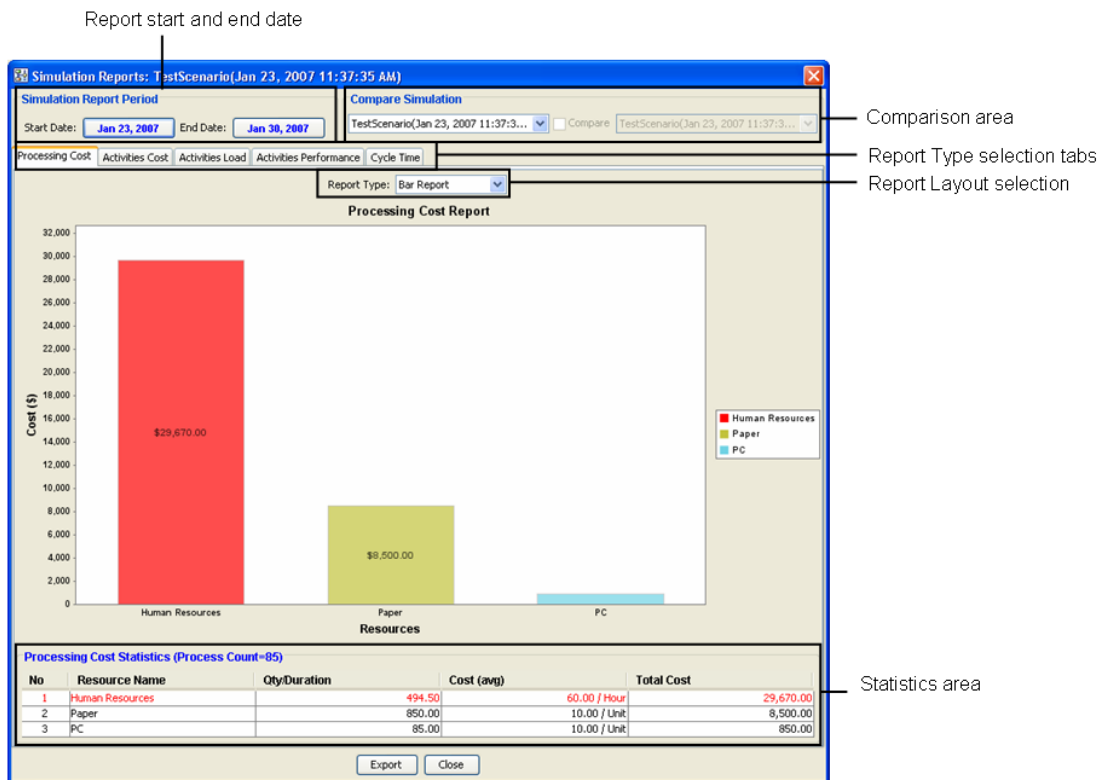 Report start and end date
Simulation Reports: TestScenario(Jan 23, 2007 11:37:35 AM)
Simulation Report Period
Start Date: Jan 23, 2007 End Date: Jan 30, 2007
Compare Simulation
TestScenario(Jan 23, 2007 11:37:3... Compare TestScenario(Jan 23, 2007 11:37:3...
Comparison area
Processing Cost Activities Cost Activities Load Activities Performance Cycle Time
Report Type selection tabs
Report Type: Bar Report
Report Layout selection
Processing Cost Report
32,000
30,000
28,000
26,000
24,000
22,000
20,000
18,000
16,000
14,000
12,000
10,000
8,000
6,000
4,000
2,000
0
Cost ($)
$29,670.00
$8,500.00
Human Resources
Paper
PC
Human Resources Paper PC
Resources
Processing Cost Statistics (Process Count=85)
No Resource Name Qty/Duration Cost (avg) Total Cost
1 Human Resources 494.50 60.00 / Hour 29,670.00
2 Paper 850.00 10.00 / Unit 8,500.00
3 PC 85.00 10.00 / Unit 850.00
Statistics area
Export Close